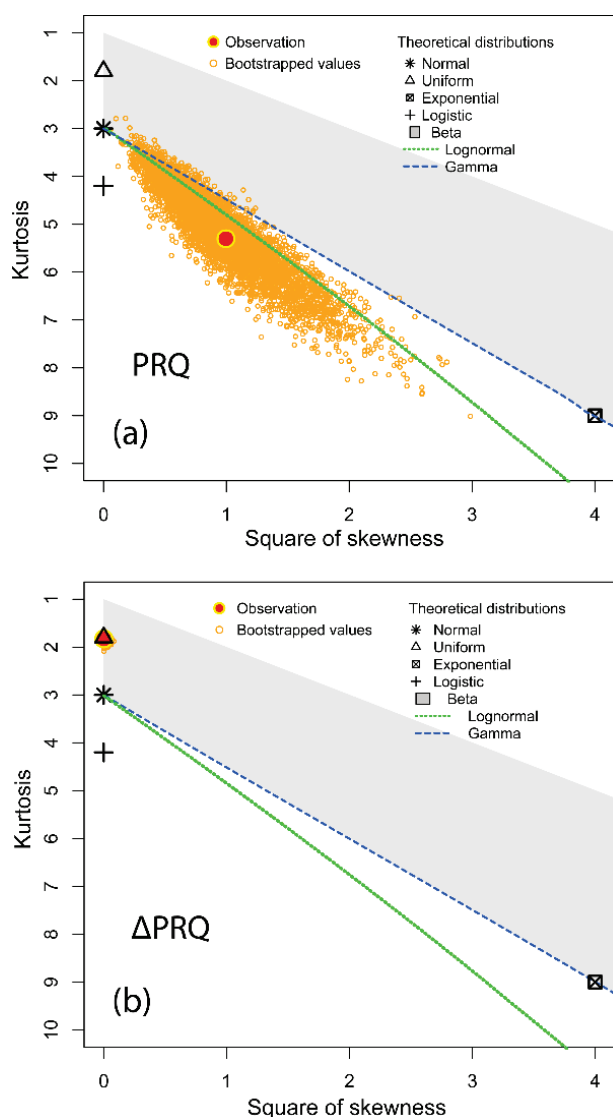 1
2
3
4
5
6
7
8
9
10
Kurtosis
Observation
Bootstrapped values
Theoretical distributions
Normal
Uniform
Exponential
Logistic
Beta
Lognormal
Gamma
PRQ
(a)
0 1 2 3 4
Square of skewness
1
2
3
4
5
6
7
8
9
10
Kurtosis
Observation
Bootstrapped values
Theoretical distributions
Normal
Uniform
Exponential
Logistic
Beta
Lognormal
Gamma
ΔPRQ
(b)
0 1 2 3 4
Square of skewness